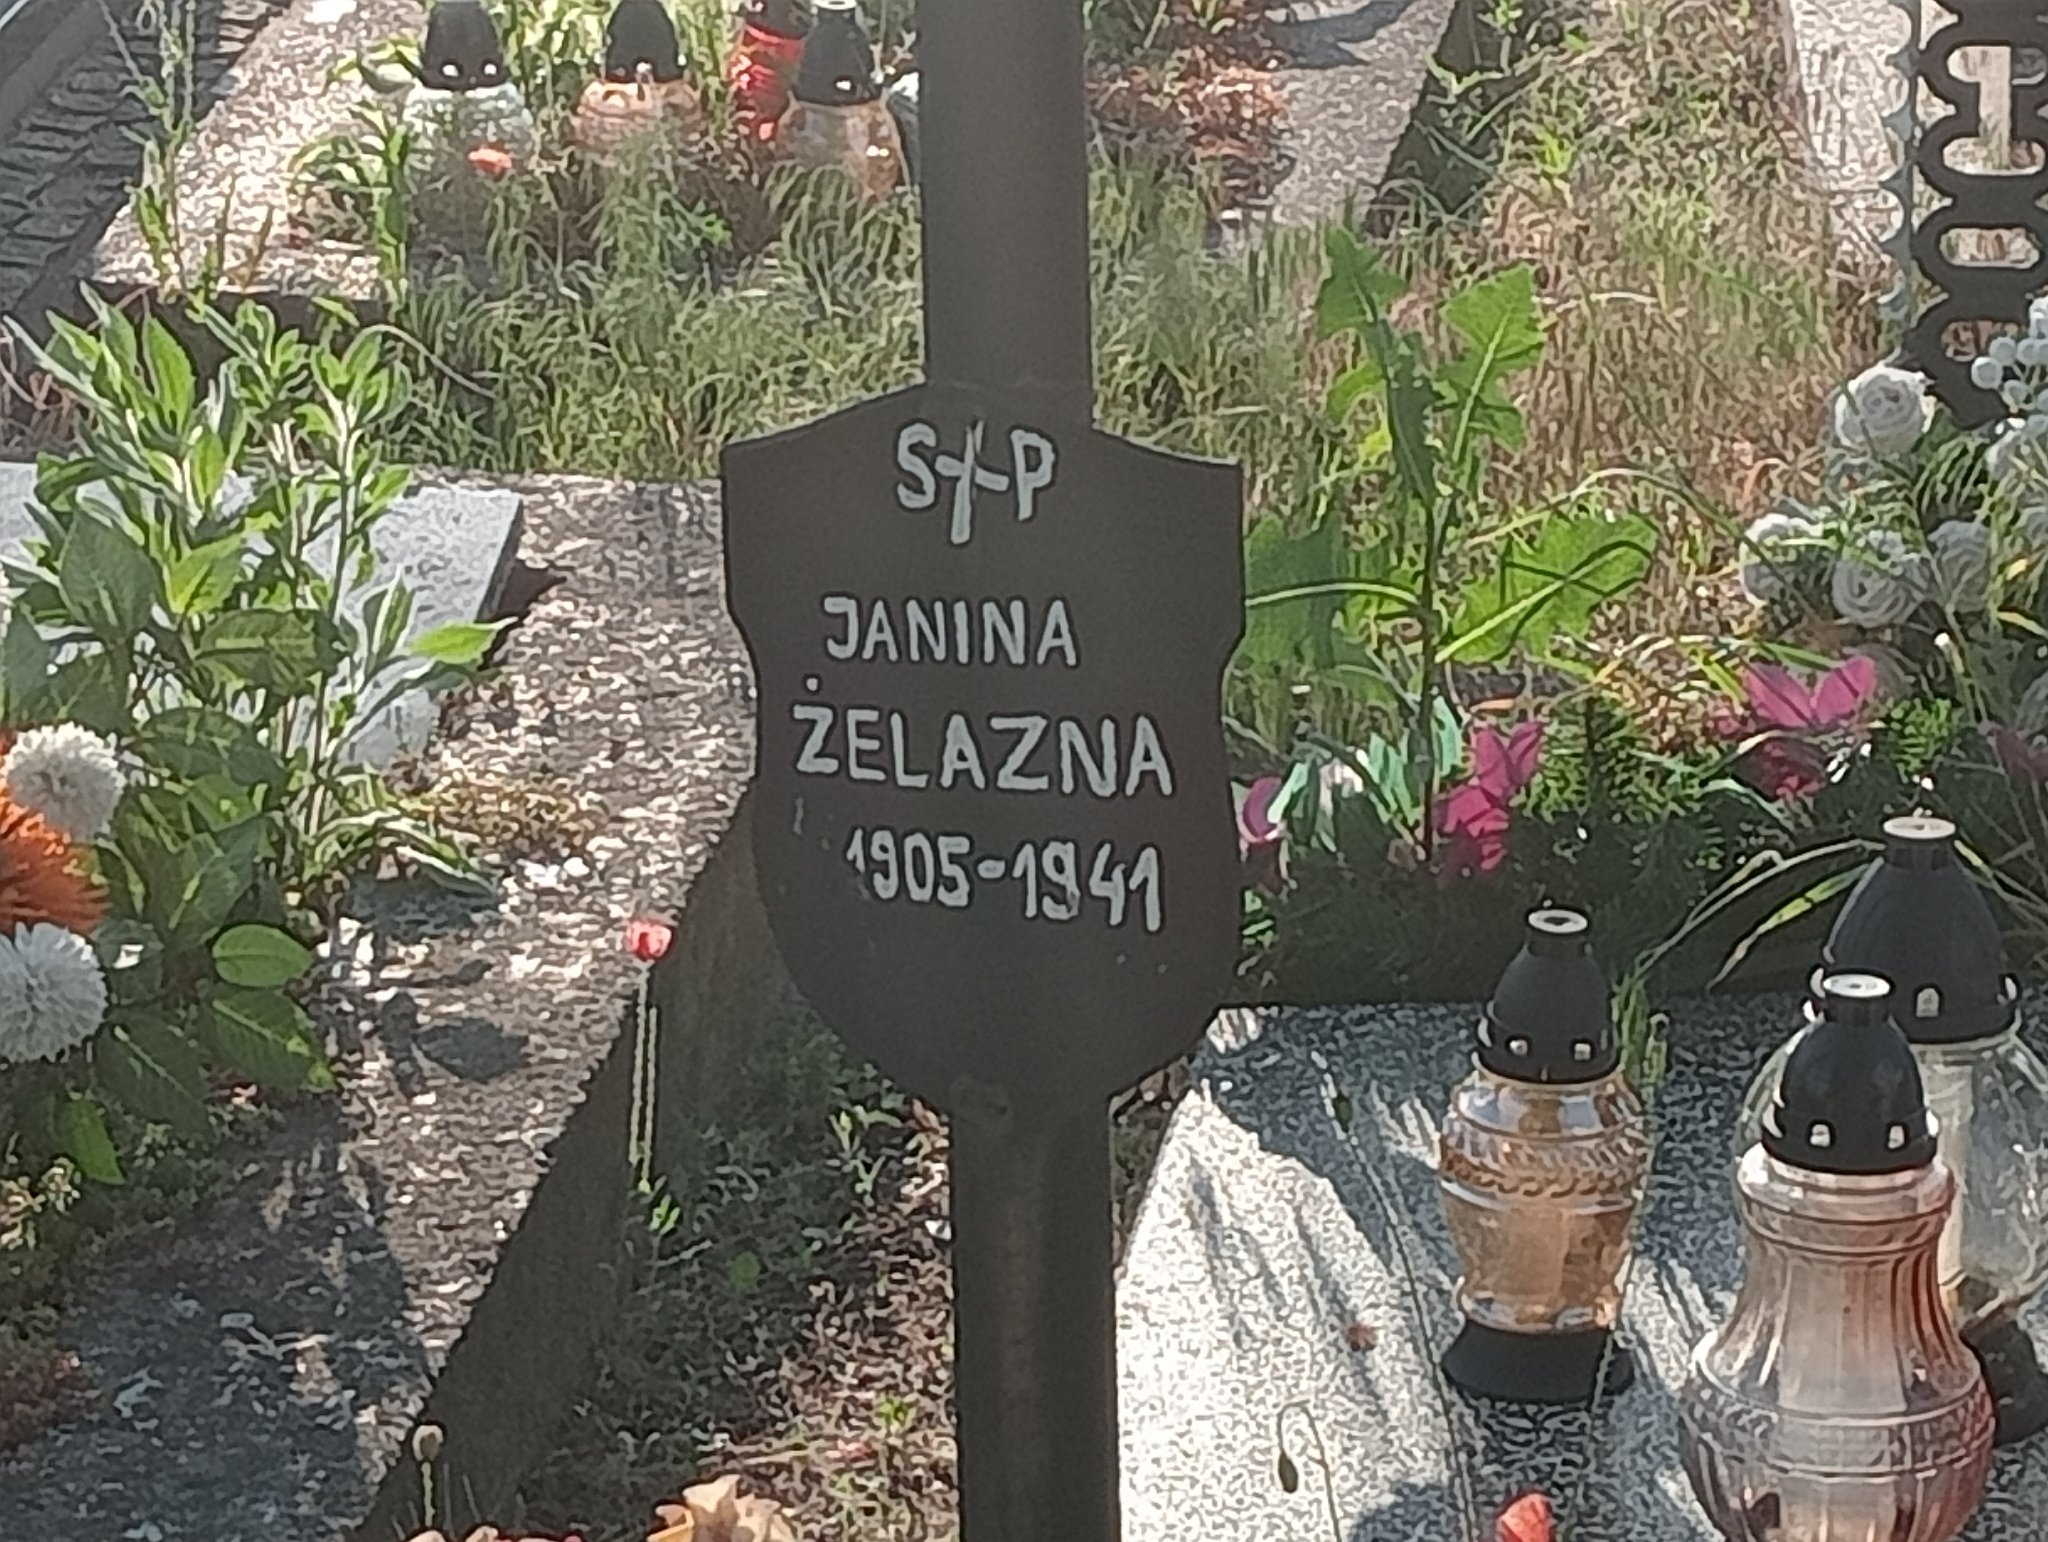 S+P
JANINA
ŻELAZNA
1905-1941